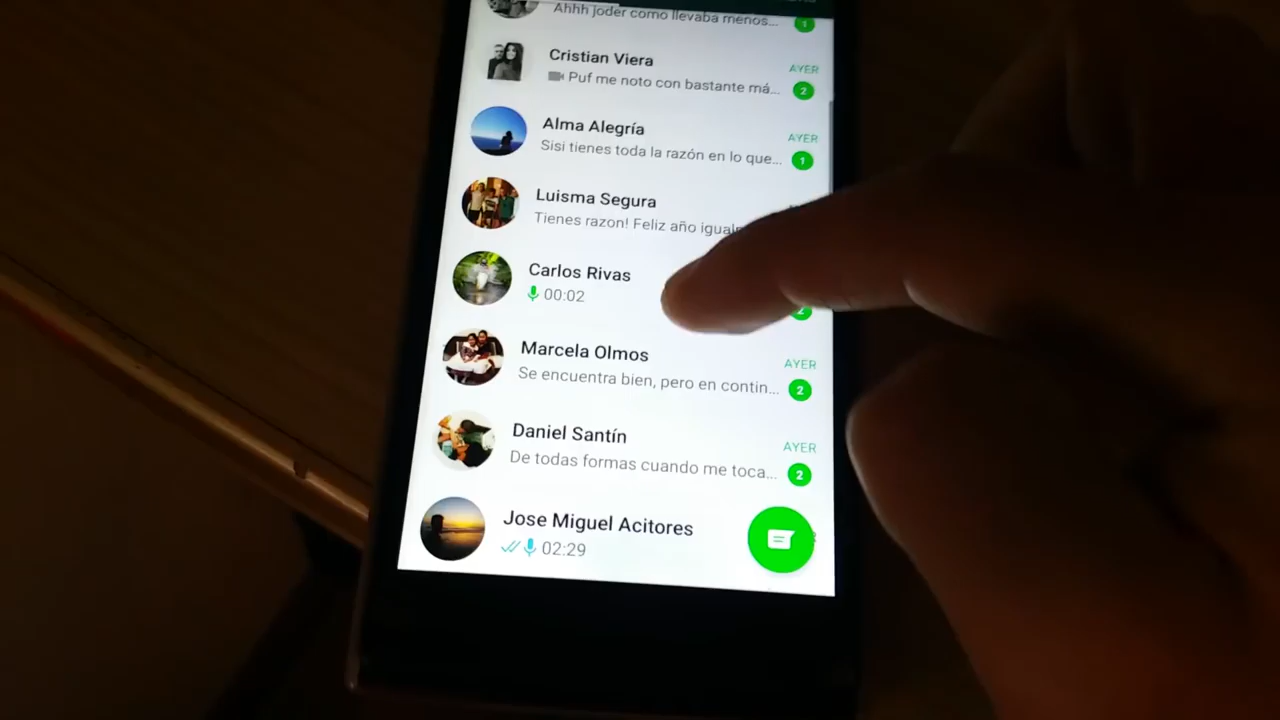 Ahhh joder como llevaba menos...
1
Cristian Viera
AYER
Puf me noto con bastante má...
2
Alma Alegría
AYER
Sisi tienes toda la razón en lo que...
1
Luisma Segura
Tienes razon! Feliz año igual
Carlos Rivas
00:02
2
Marcela Olmos
AYER
Se encuentra bien, pero en contin...
2
Daniel Santín
AYER
De todas formas cuando me toca...
2
Jose Miguel Acitores
02:29